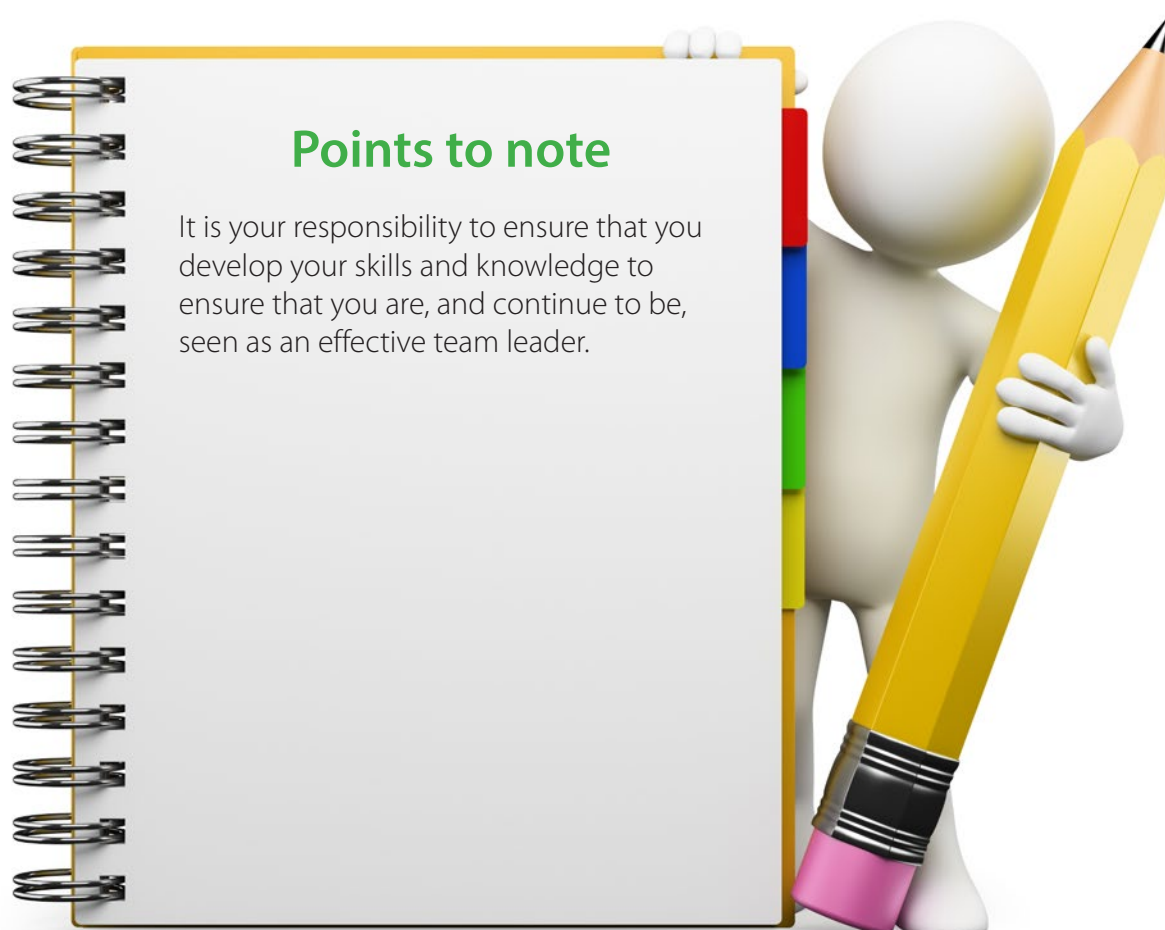 Points to note
It is your responsibility to ensure that you
develop your skills and knowledge to
ensure that you are, and continue to be,
seen as an effective team leader.